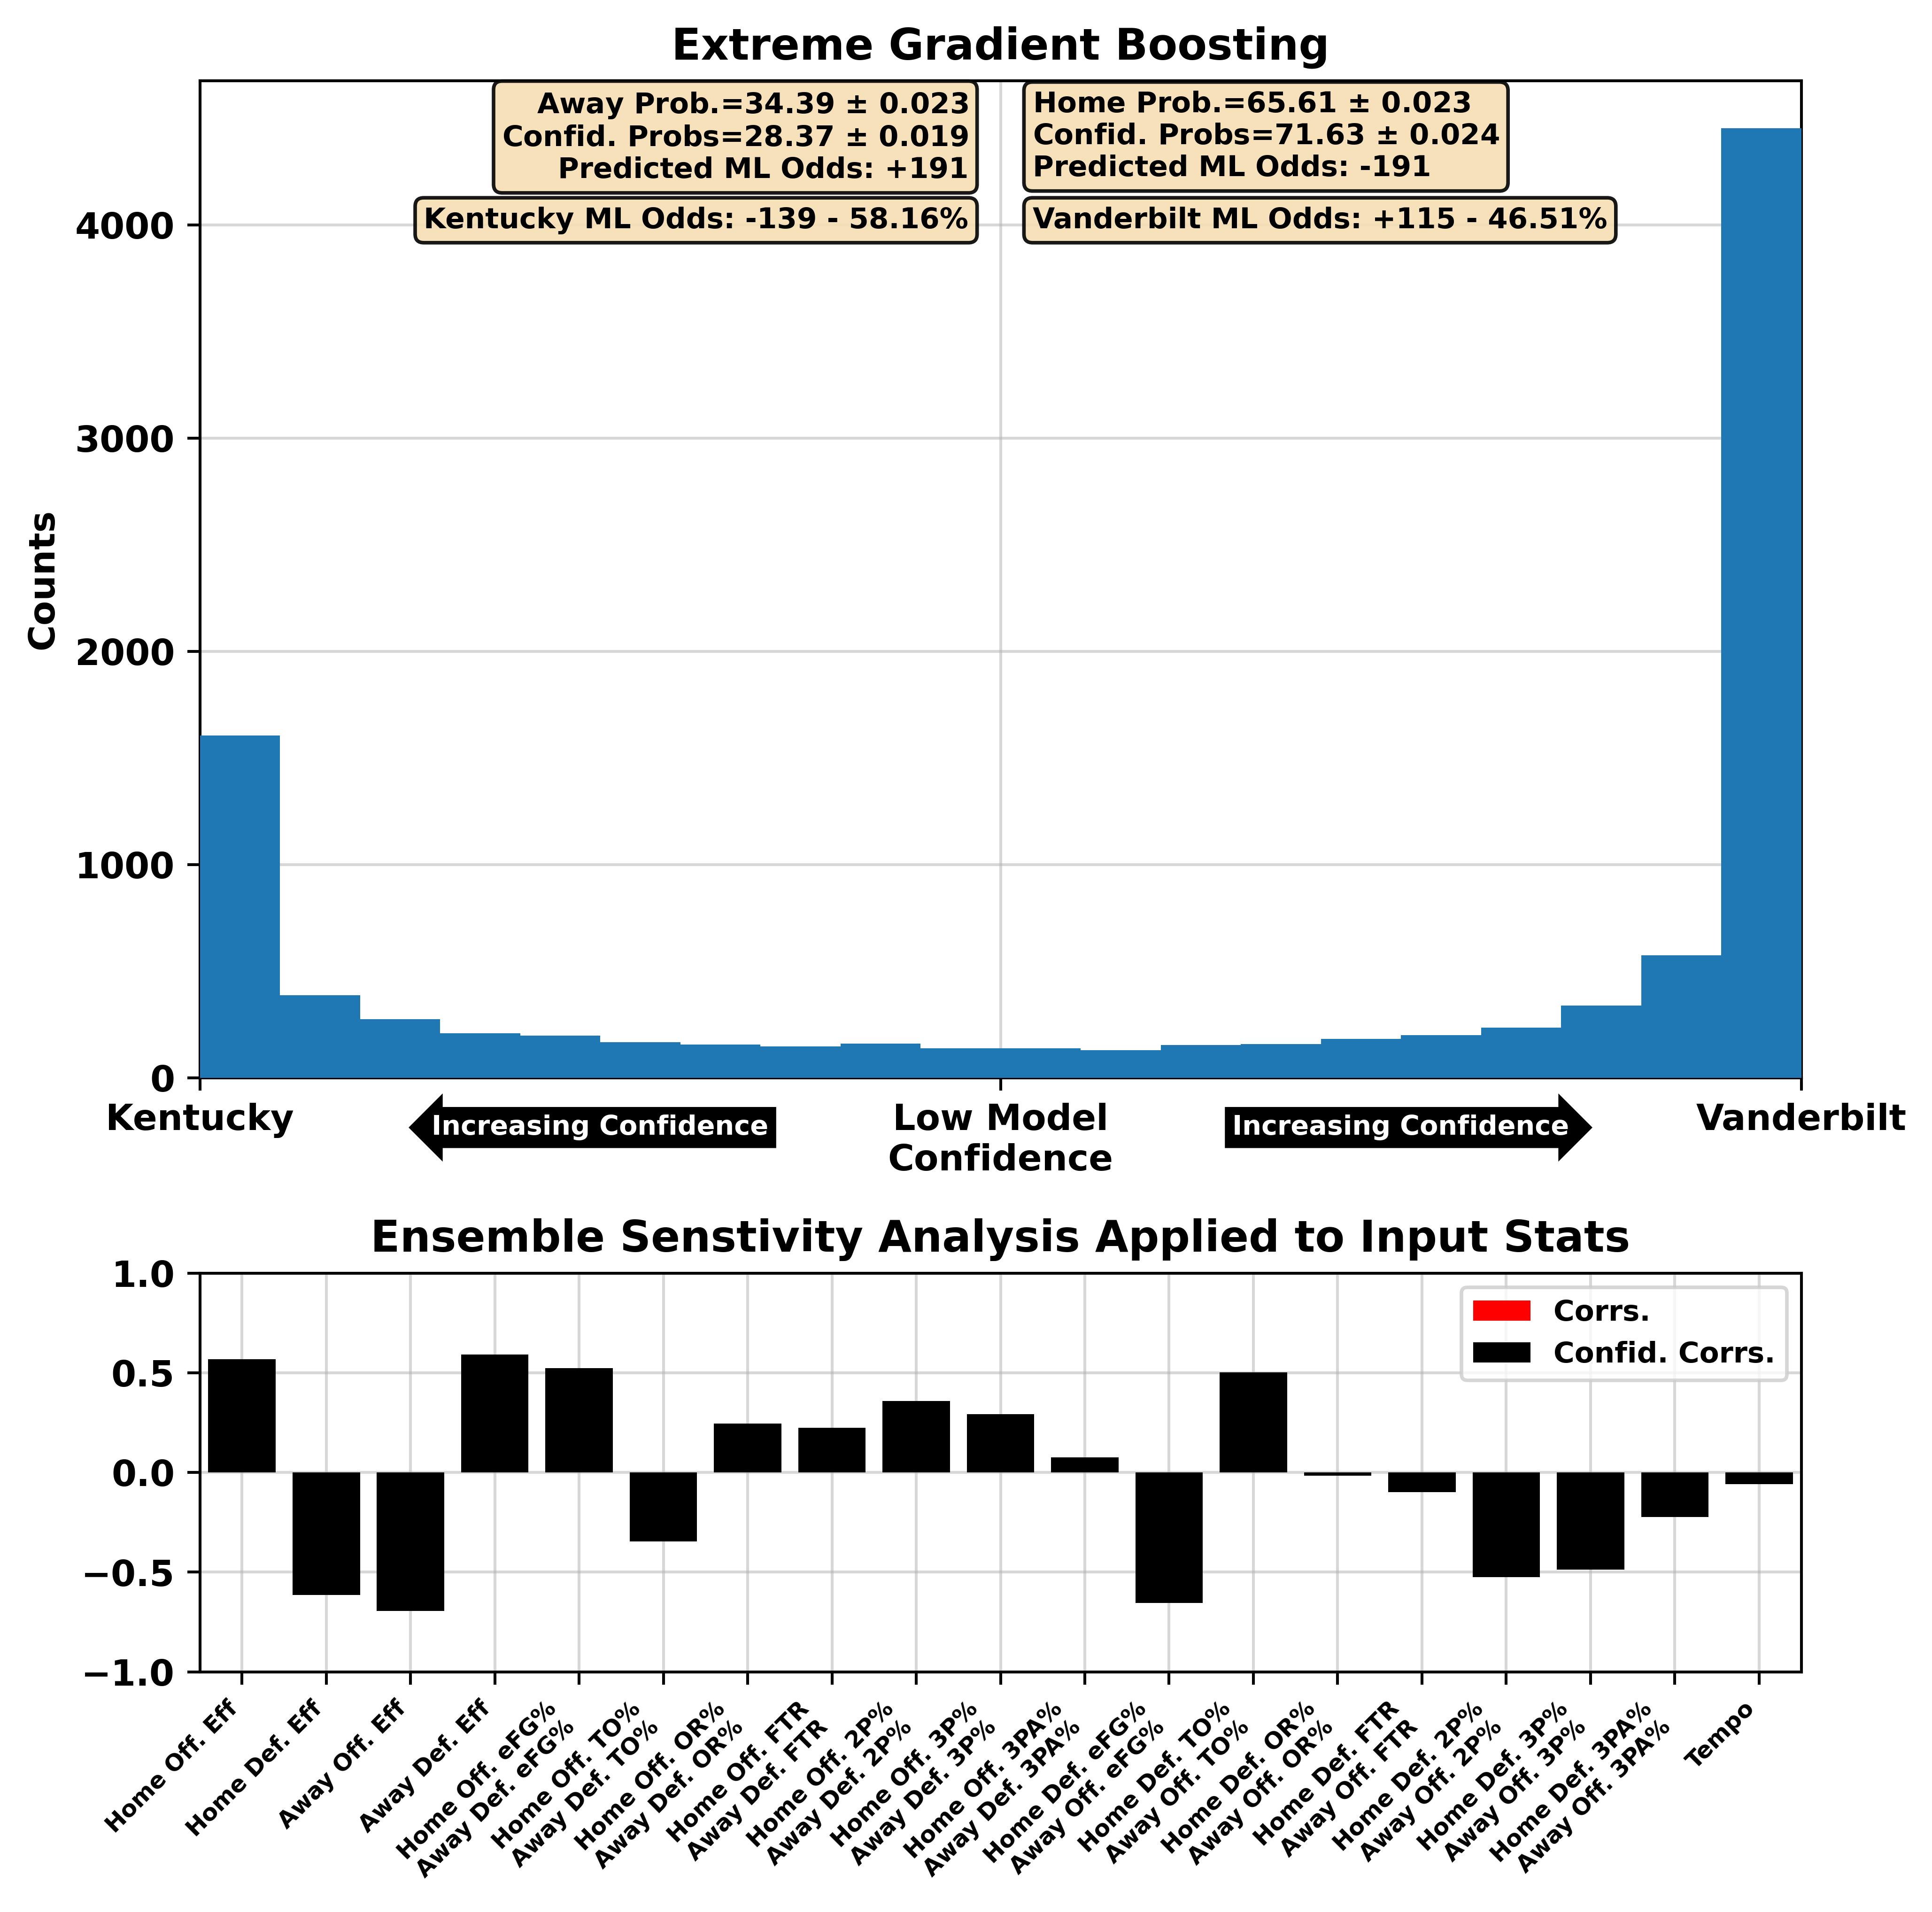 Extreme Gradient Boosting
Away Prob.=34.39 ± 0.023
Confid. Probs=28.37 ± 0.019
Predicted ML Odds: +191
Home Prob.=65.61 ± 0.023
Confid. Probs=71.63 ± 0.024
Predicted ML Odds: -191
Kentucky ML Odds: -139 - 58.16%
Vanderbilt ML Odds: +115 - 46.51%
Counts
4000
3000
2000
1000
0
Kentucky
Increasing Confidence
Low Model
Confidence
Increasing Confidence
Vanderbilt
Ensemble Senstivity Analysis Applied to Input Stats
Corrs.
Confid. Corrs.
1.0
0.5
0.0
−0.5
−1.0
Home Off. Eff
Home Def. Eff
Away Off. Eff
Away Def. Eff
Home Off. eFG%
Away Def. eFG%
Home Off. TO%
Away Def. TO%
Home Off. OR%
Away Def. OR%
Home Off. FTR
Away Def. FTR
Home Off. 2P%
Away Def. 2P%
Home Off. 3P%
Away Def. 3P%
Home Off. 3PA%
Away Def. 3PA%
Home Def. eFG%
Away Off. eFG%
Home Def. TO%
Away Off. TO%
Home Def. OR%
Away Off. OR%
Home Def. FTR
Away Off. FTR
Home Def. 2P%
Away Off. 2P%
Home Def. 3P%
Away Off. 3P%
Home Def. 3PA%
Away Off. 3PA%
Tempo